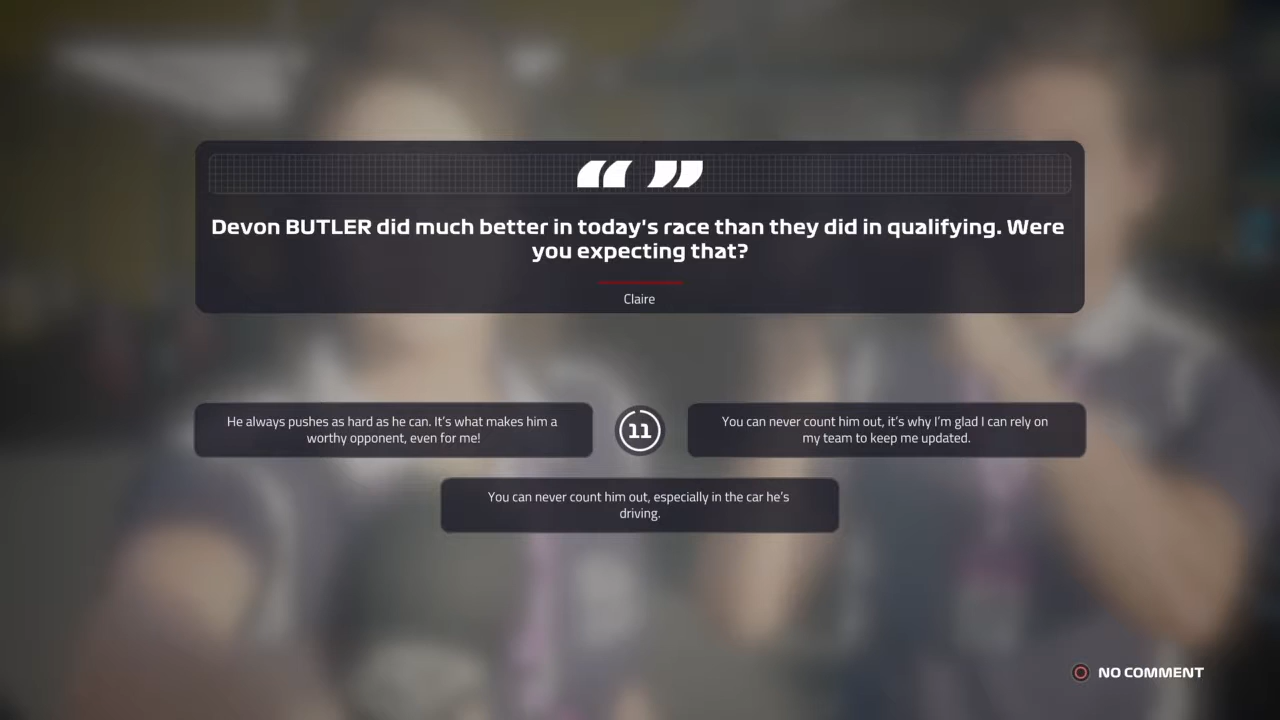 “ ”
Devon BUTLER did much better in today's race than they did in qualifying. Were
you expecting that?
Claire
He always pushes as hard as he can. It's what makes him a
worthy opponent, even for me!
11
You can never count him out, it's why I'm glad I can rely on
my team to keep me updated.
You can never count him out, especially in the car he's
driving.
NO COMMENT